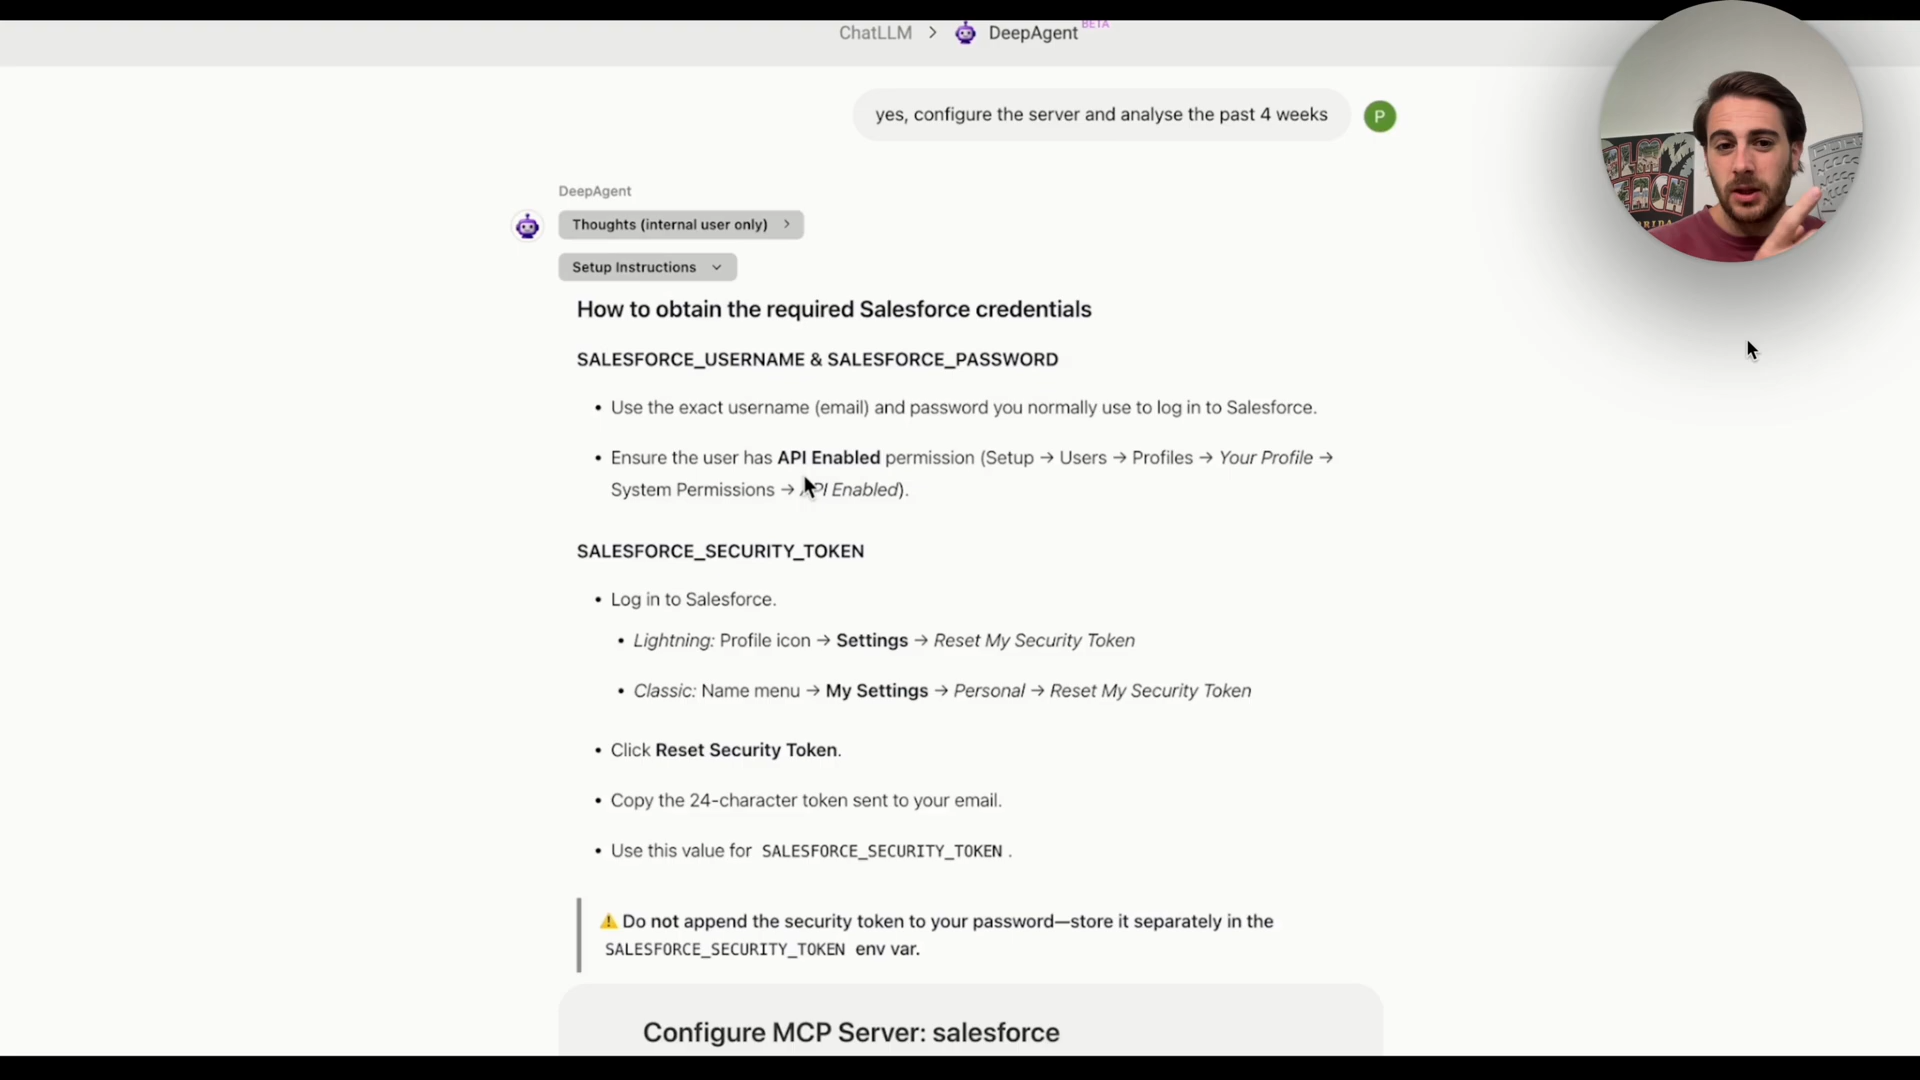 ChatLLM > DeepAgent BETA
yes, configure the server and analyse the past 4 weeks
P
DeepAgent
Thoughts (internal user only) >
Setup Instructions
How to obtain the required Salesforce credentials
SALESFORCE_USERNAME & SALESFORCE_PASSWORD
• Use the exact username (email) and password you normally use to log in to Salesforce.
• Ensure the user has API Enabled permission (Setup → Users → Profiles → Your Profile →
System Permissions → API Enabled).
SALESFORCE_SECURITY_TOKEN
• Log in to Salesforce.
• Lightning: Profile icon → Settings → Reset My Security Token
• Classic: Name menu → My Settings → Personal → Reset My Security Token
• Click Reset Security Token.
• Copy the 24-character token sent to your email.
• Use this value for SALESFORCE_SECURITY_TOKEN .
⚠️ Do not append the security token to your password—store it separately in the
SALESFORCE_SECURITY_TOKEN env var.
Configure MCP Server: salesforce